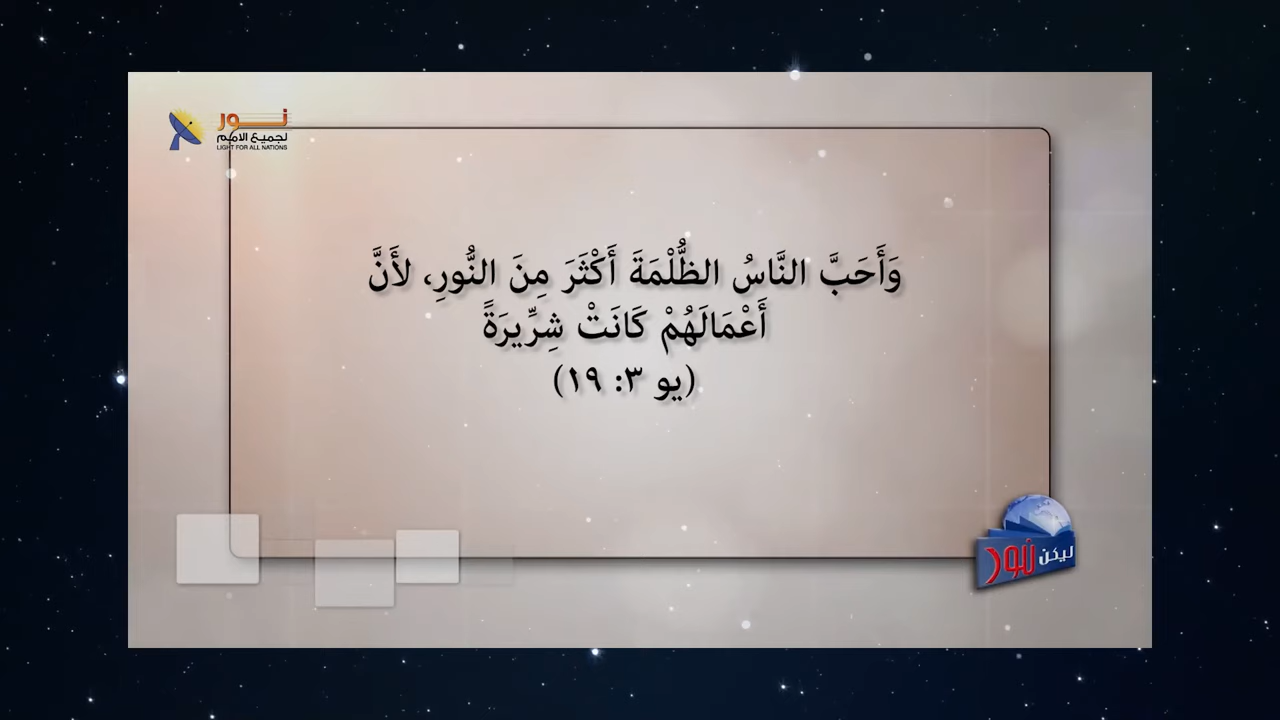 نور
لجميع الامم
LIGHT FOR ALL NATIONS
وَأَحَبَّ النَّاسُ الظُّلْمَةَ أَكْثَرَ مِنَ النُّورِ، لأَنَّ
أَعْمَالَهُمْ كَانَتْ شِرِّيرَةً
(يو ٣: ١٩)
ليكن نور